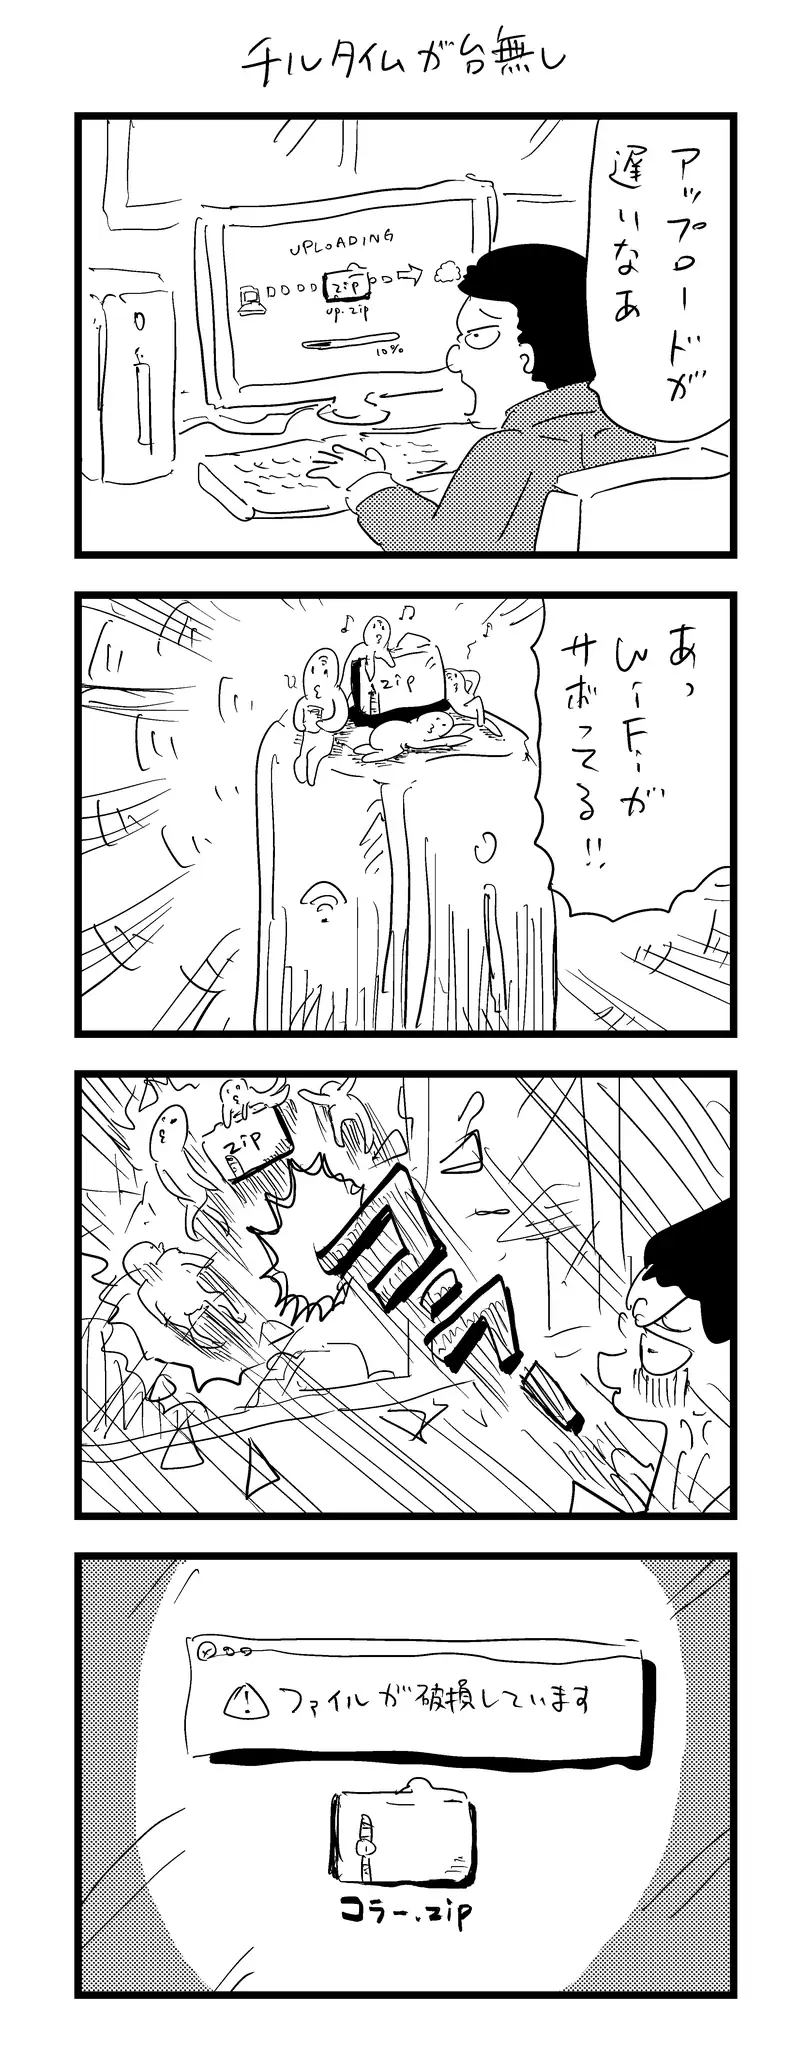 チルタイムが台無し
アップロードが
遅いなあ
UPLOADING
zip
up.zip
10%
あっ
Wi-Fiが
サボってる!!
zip
zip
コラー
ファイルが破損しています
コラー.zip